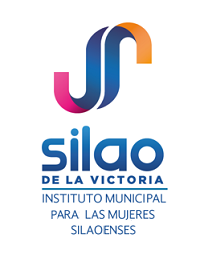 silao
DE LA VICTORIA
INSTITUTO MUNICIPAL
PARA LAS MUJERES
SILAOENSES